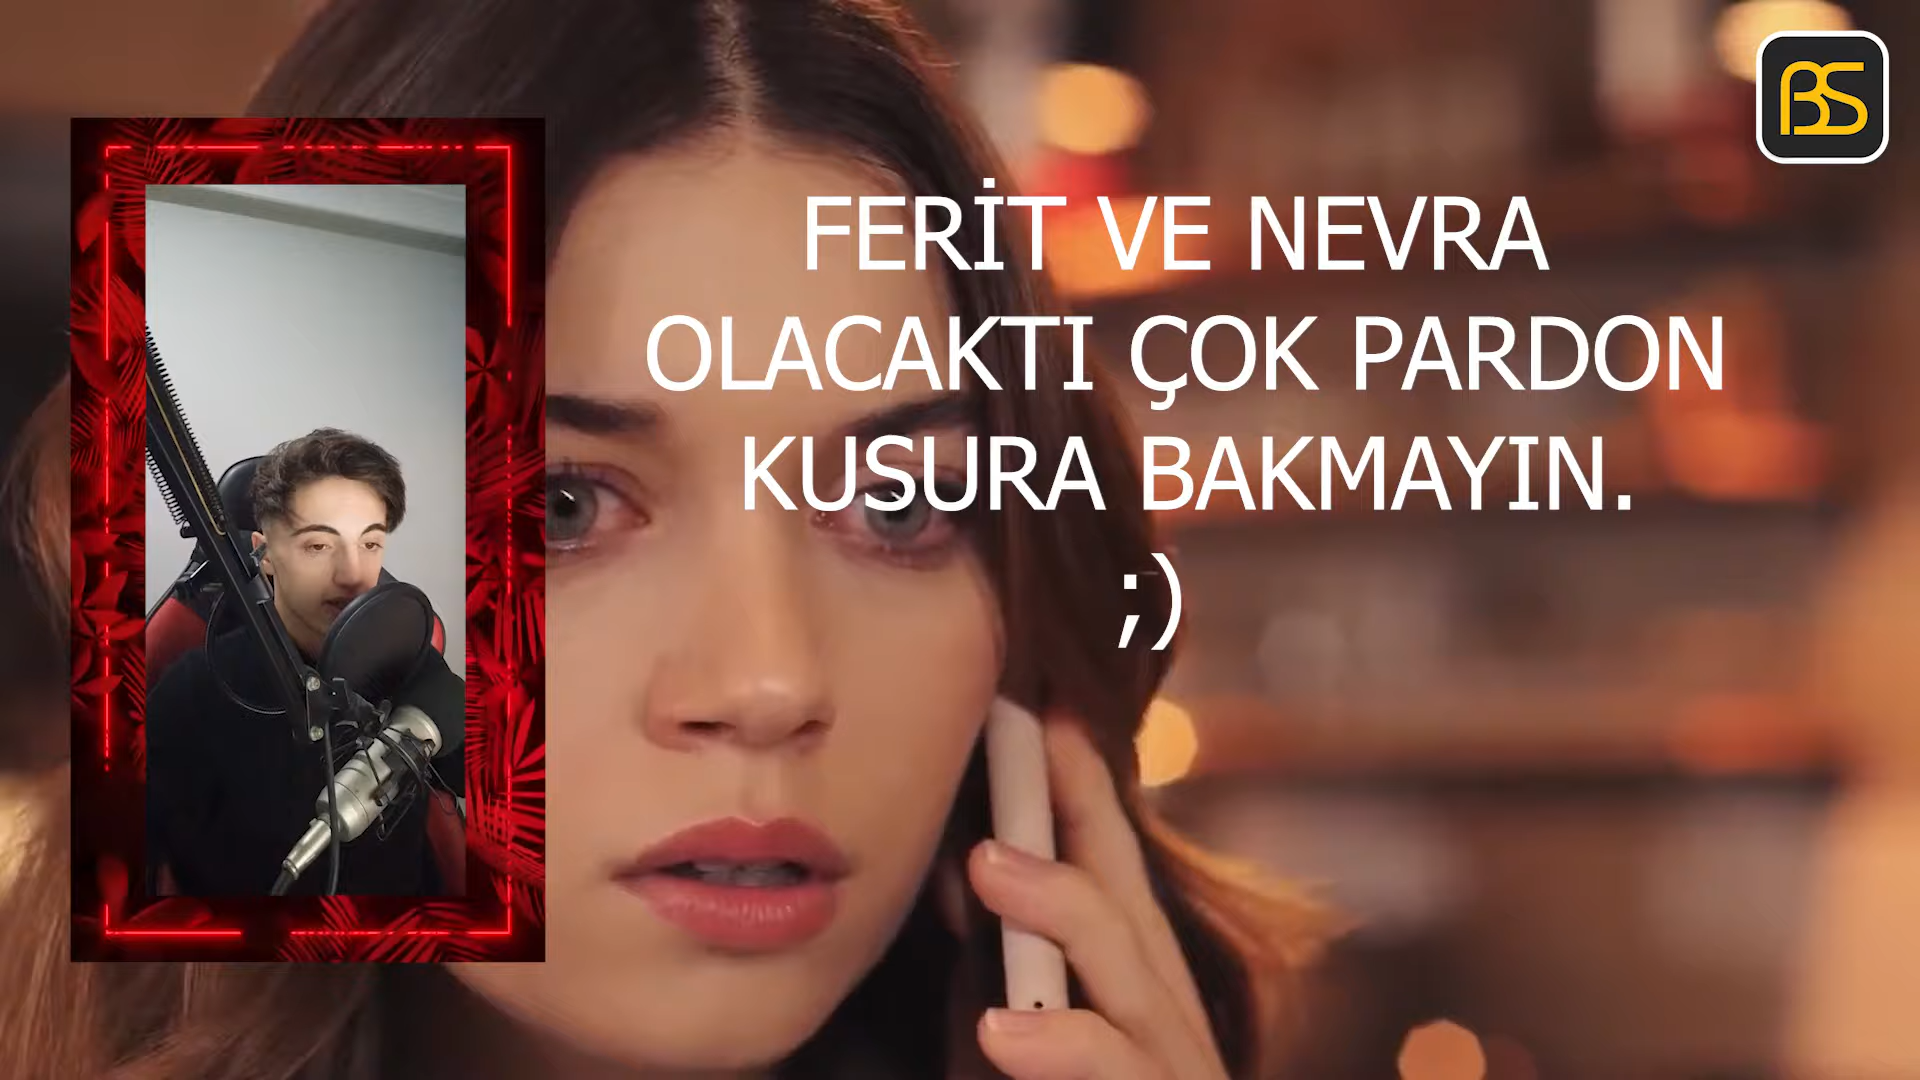 BS
FERİT VE NEVRA
OLACAKTI ÇOK PARDON
KUSURA BAKMAYIN.
;)